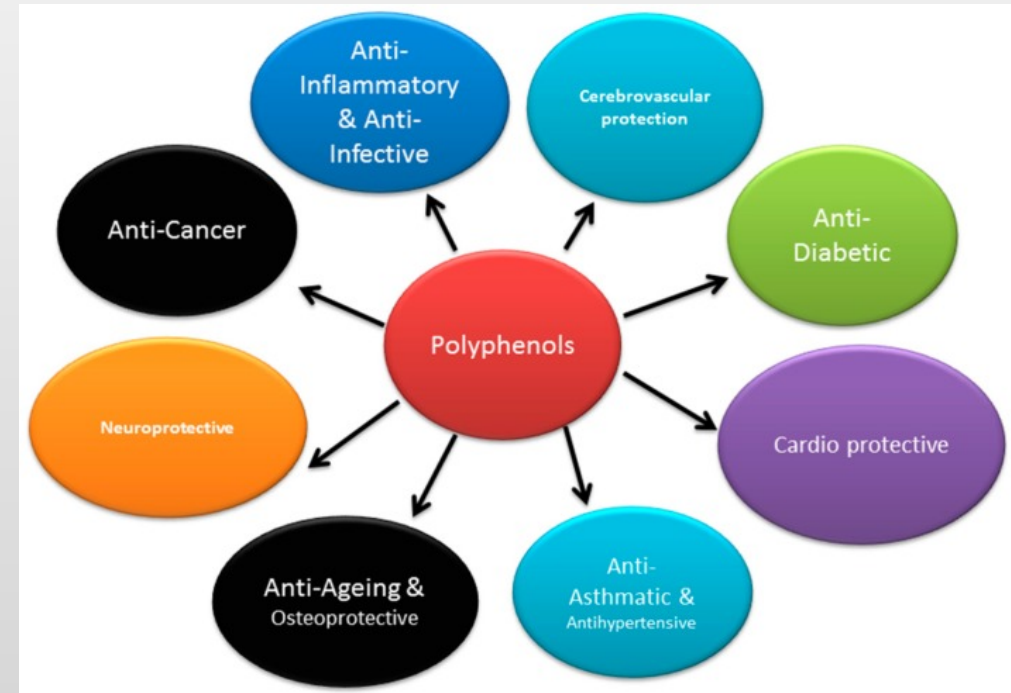 Anti-
Inflammatory
& Anti-
Infective
Cerebrovascular
protection
Anti-Cancer
Anti-
Diabetic
Polyphenols
Neuroprotective
Cardio protective
Anti-Ageing &
Osteoprotective
Anti-
Asthmatic &
Antihypertensive